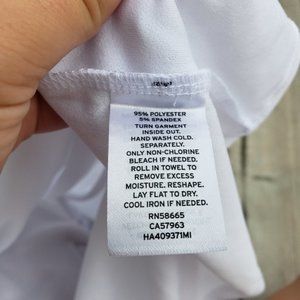 95% POLYESTER
5% SPANDEX
TURN GARMENT
INSIDE OUT.
HAND WASH COLD.
SEPARATELY.
ONLY NON-CHLORINE
BLEACH IF NEEDED.
ROLL IN TOWEL TO
REMOVE EXCESS
MOISTURE. RESHAPE.
LAY FLAT TO DRY.
COOL IRON IF NEEDED.
RN58665
CA57963
HA409371MI